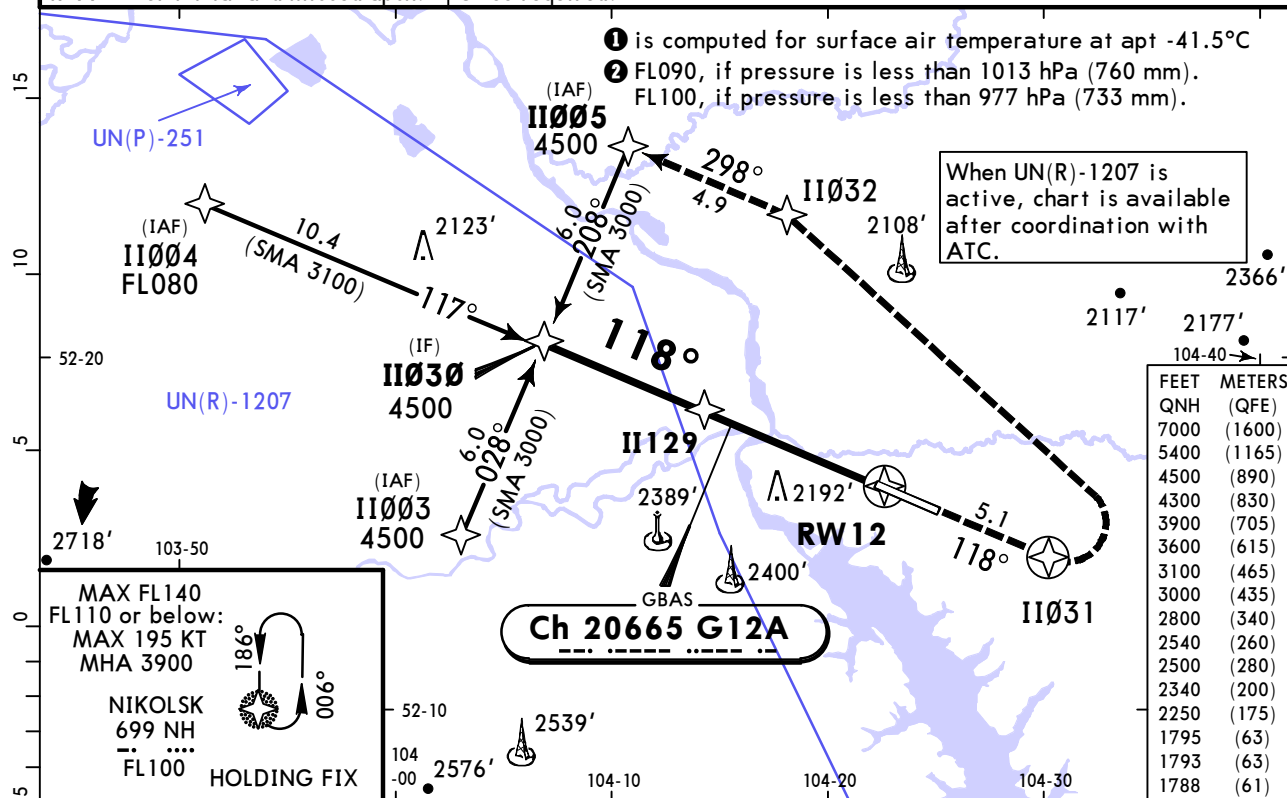 ❶ is computed for surface air temperature at apt -41.5°C
❷ FL090, if pressure is less than 1013 hPa (760 mm).
FL100, if pressure is less than 977 hPa (733 mm).
15
UN(P)-251
(IAF)
IIØØ5
4500
298°
4.9
IIØ32
When UN(R)-1207 is
active, chart is available
after coordination with
ATC.
2108'
2366'
2117'
2177'
104-40
(IAF)
IIØØ4
FL080
10.4
(SMA 3100)
117°
2123'
6.0
208°
(SMA 3000)
10
52-20
(IF)
IIØ3Ø
4500
118°
UN(R)-1207
II129
5
6.0
028°
(SMA 3000)
(IAF)
IIØØ3
4500
2389'
2192'
RW12
5.1
118°
IIØ31
2400'
GBAS
Ch 20665 G12A
2718'
103-50
MAX FL140
FL110 or below:
MAX 195 KT
MHA 3900
186°
006°
NIKOLSK
699 NH
FL100
HOLDING FIX
0
5
52-10
104
-00
2576'
2539'
104-10
104-20
104-30
FEET METERS
QNH (QFE)
7000 (1600)
5400 (1165)
4500 (890)
4300 (830)
3900 (705)
3600 (615)
3100 (465)
3000 (435)
2800 (340)
2540 (260)
2500 (280)
2340 (200)
2250 (175)
1795 (63)
1793 (63)
1788 (61)